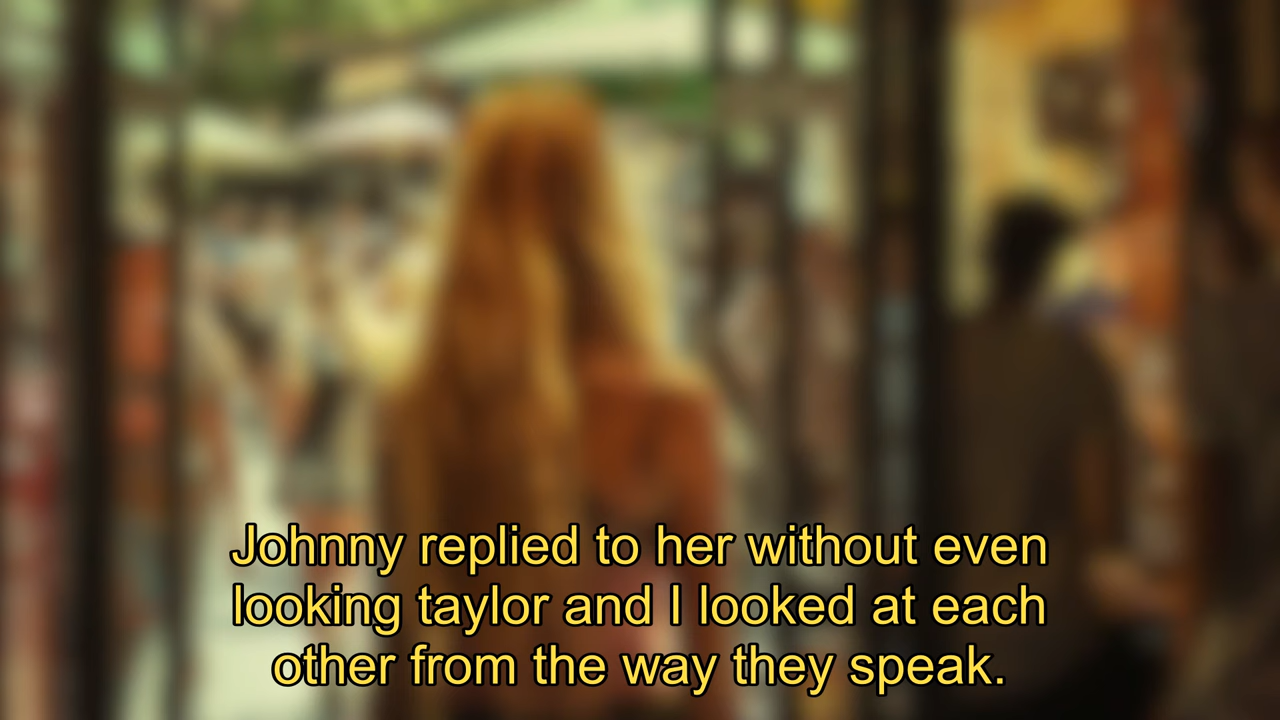 Johnny replied to her without even
looking taylor and I looked at each
other from the way they speak.